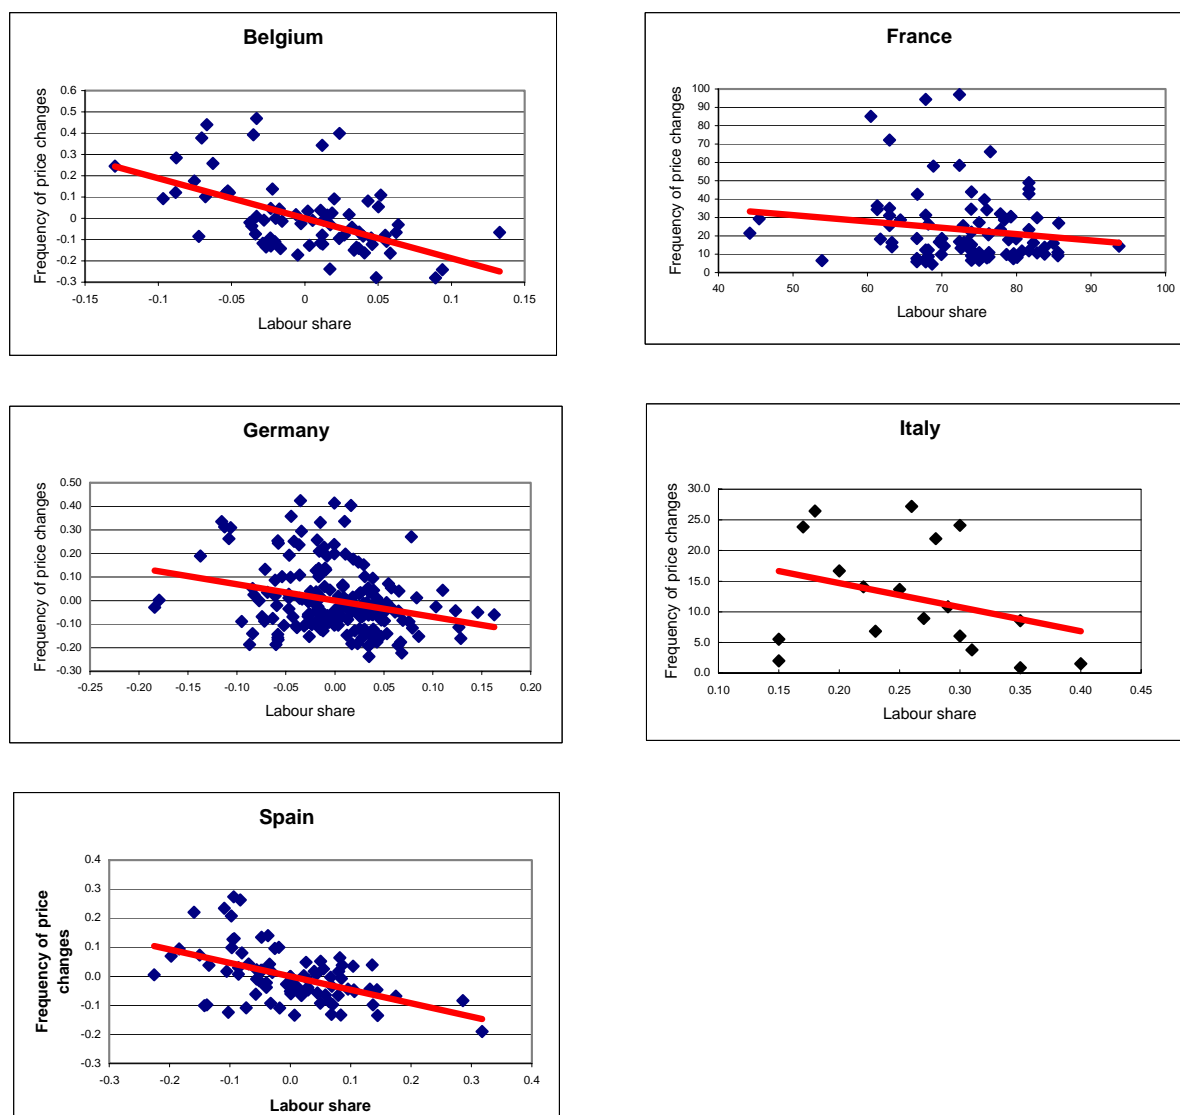 Belgium
Frequency of price changes
0.6
0.5
0.4
0.3
0.2
0.1
0
-0.1
-0.2
-0.3
-0.15 -0.1 -0.05 0 0.05 0.1 0.15
Labour share
France
Frequency of price changes
100
90
80
70
60
50
40
30
20
10
0
40 50 60 70 80 90 100
Labour share
Germany
Frequency of price changes
0.50
0.40
0.30
0.20
0.10
0.00
-0.10
-0.20
-0.30
-0.25 -0.20 -0.15 -0.10 -0.05 0.00 0.05 0.10 0.15 0.20
Labour share
Italy
Frequency of price changes
30.0
25.0
20.0
15.0
10.0
5.0
0.0
0.10 0.15 0.20 0.25 0.30 0.35 0.40 0.45
Labour share
Spain
Frequency of price
changes
0.4
0.3
0.2
0.1
0.0
-0.1
-0.2
-0.3
-0.3 -0.2 -0.1 0.0 0.1 0.2 0.3 0.4
Labour share